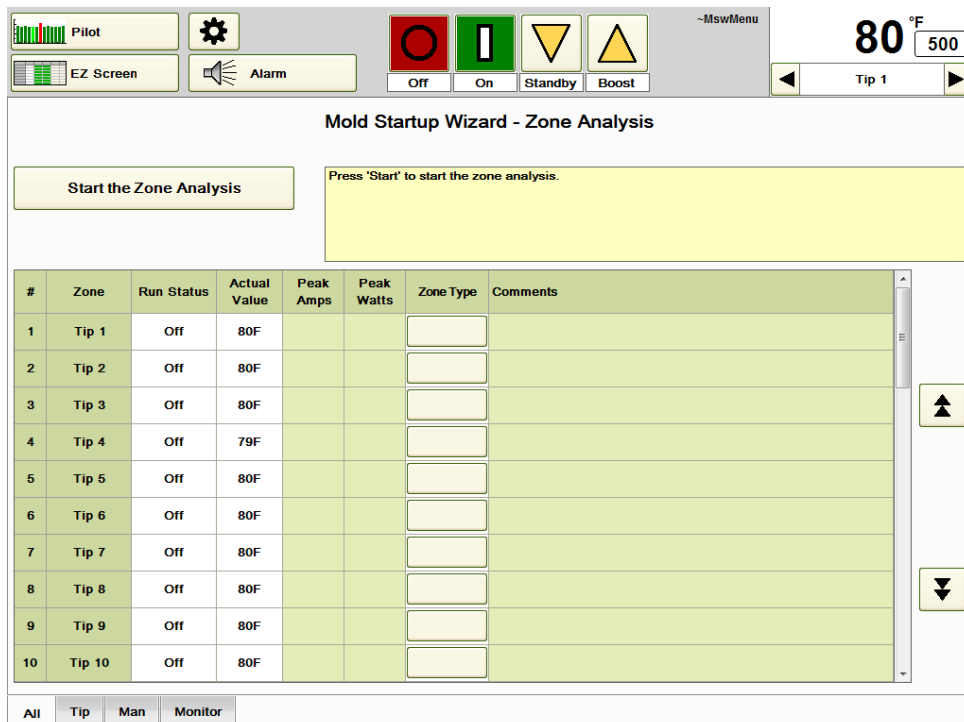 Pilot
EZ Screen
Alarm
Off
On
Standby
Boost
~MswMenu
80 °F
500
Tip 1
Mold Startup Wizard - Zone Analysis
Start the Zone Analysis
Press 'Start' to start the zone analysis.
# Zone Run Status Actual Value Peak Amps Peak Watts Zone Type Comments
1 Tip 1 Off 80F
2 Tip 2 Off 80F
3 Tip 3 Off 80F
4 Tip 4 Off 79F
5 Tip 5 Off 80F
6 Tip 6 Off 80F
7 Tip 7 Off 80F
8 Tip 8 Off 80F
9 Tip 9 Off 80F
10 Tip 10 Off 80F
All Tip Man Monitor